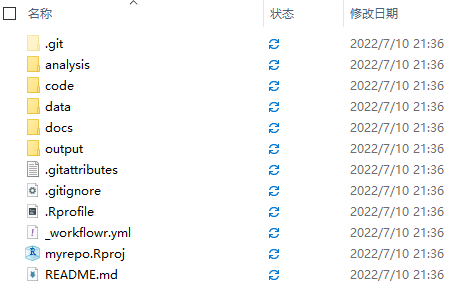 名称 状态 修改日期
.git 2022/7/10 21:36
analysis 2022/7/10 21:36
code 2022/7/10 21:36
data 2022/7/10 21:36
docs 2022/7/10 21:36
output 2022/7/10 21:36
.gitattributes 2022/7/10 21:36
.gitignore 2022/7/10 21:36
.Rprofile 2022/7/10 21:36
_workflowr.yml 2022/7/10 21:36
myrepo.Rproj 2022/7/10 21:36
README.md 2022/7/10 21:36